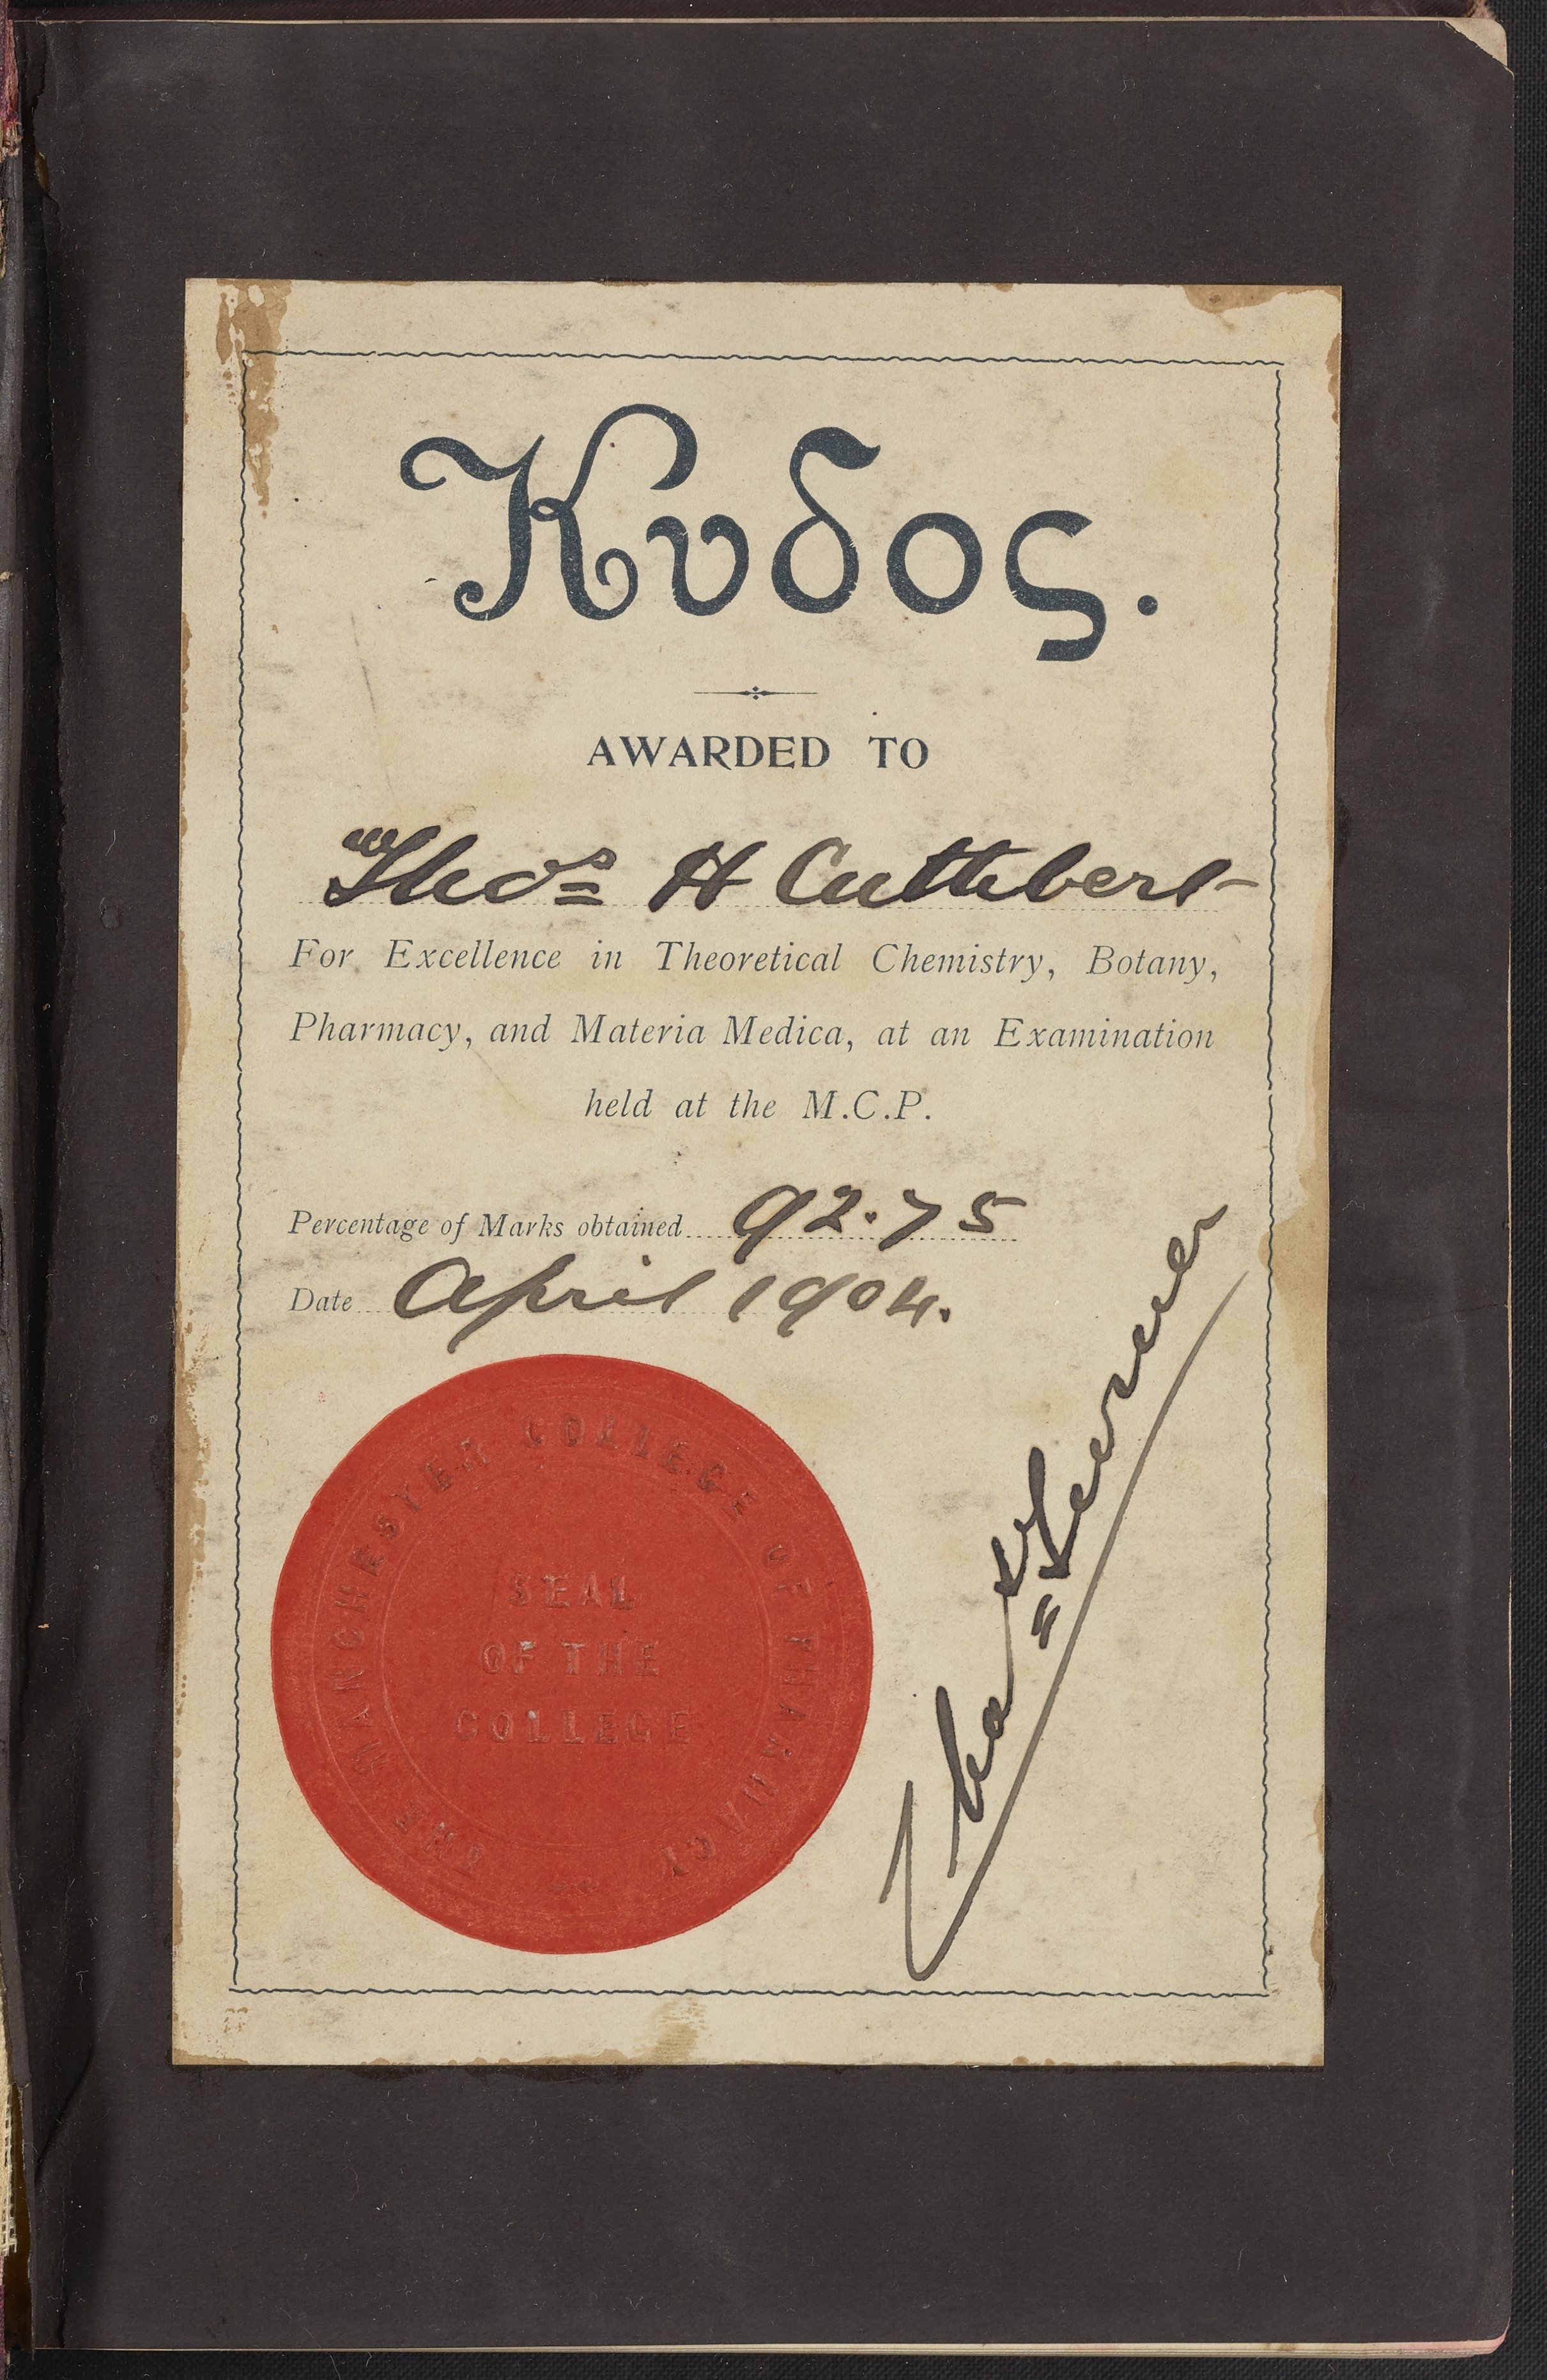 Κυδος.
AWARDED TO
Thos H Cuthbert
For Excellence in Theoretical Chemistry, Botany,
Pharmacy, and Materia Medica, at an Examination
held at the M.C.P.
Percentage of Marks obtained 92.75
Date April 1904.
THE MANCHESTER COLLEGE OF PHARMACY
SEAL
OF THE
COLLEGE